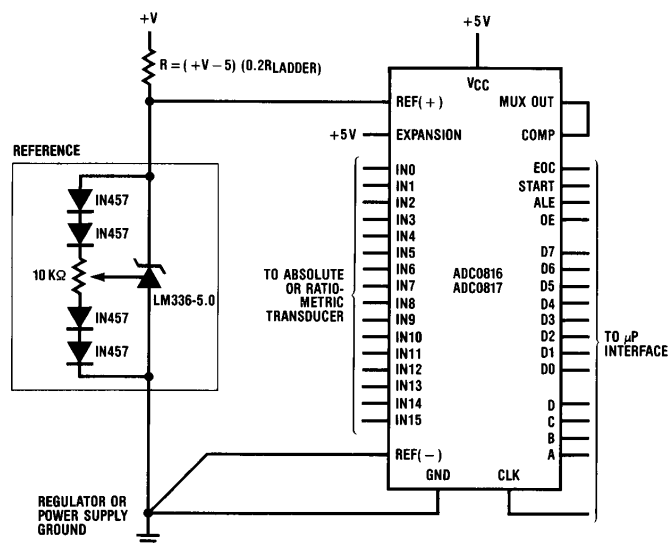 +V
+5V
R = (+V − 5) (0.2RLADDER)
VCC
REF(+)
MUX OUT
+5V
EXPANSION
COMP
REFERENCE
IN0
IN1
IN2
IN3
IN4
IN5
IN6
IN7
IN8
IN9
IN10
IN11
IN12
IN13
IN14
IN15
EOC
START
ALE
OE
D7
D6
D5
D4
D3
D2
D1
D0
D
C
B
A
IN457
IN457
10 KΩ
LM336-5.0
IN457
IN457
TO ABSOLUTE
OR RATIO-
METRIC
TRANSDUCER
ADC0816
ADC0817
TO μP
INTERFACE
REF(−)
GND
CLK
REGULATOR OR
POWER SUPPLY
GROUND